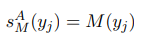 $s_M^A(y_j) = M(y_j)$